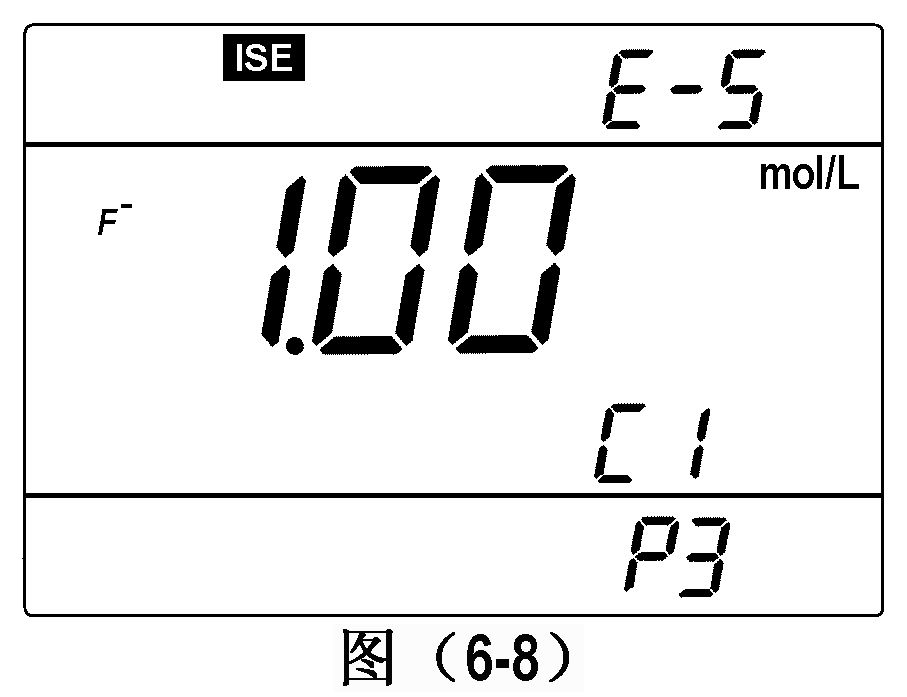 ISE E-5
mol/L
F⁻ 1.00
C1
P3
图（6-8）